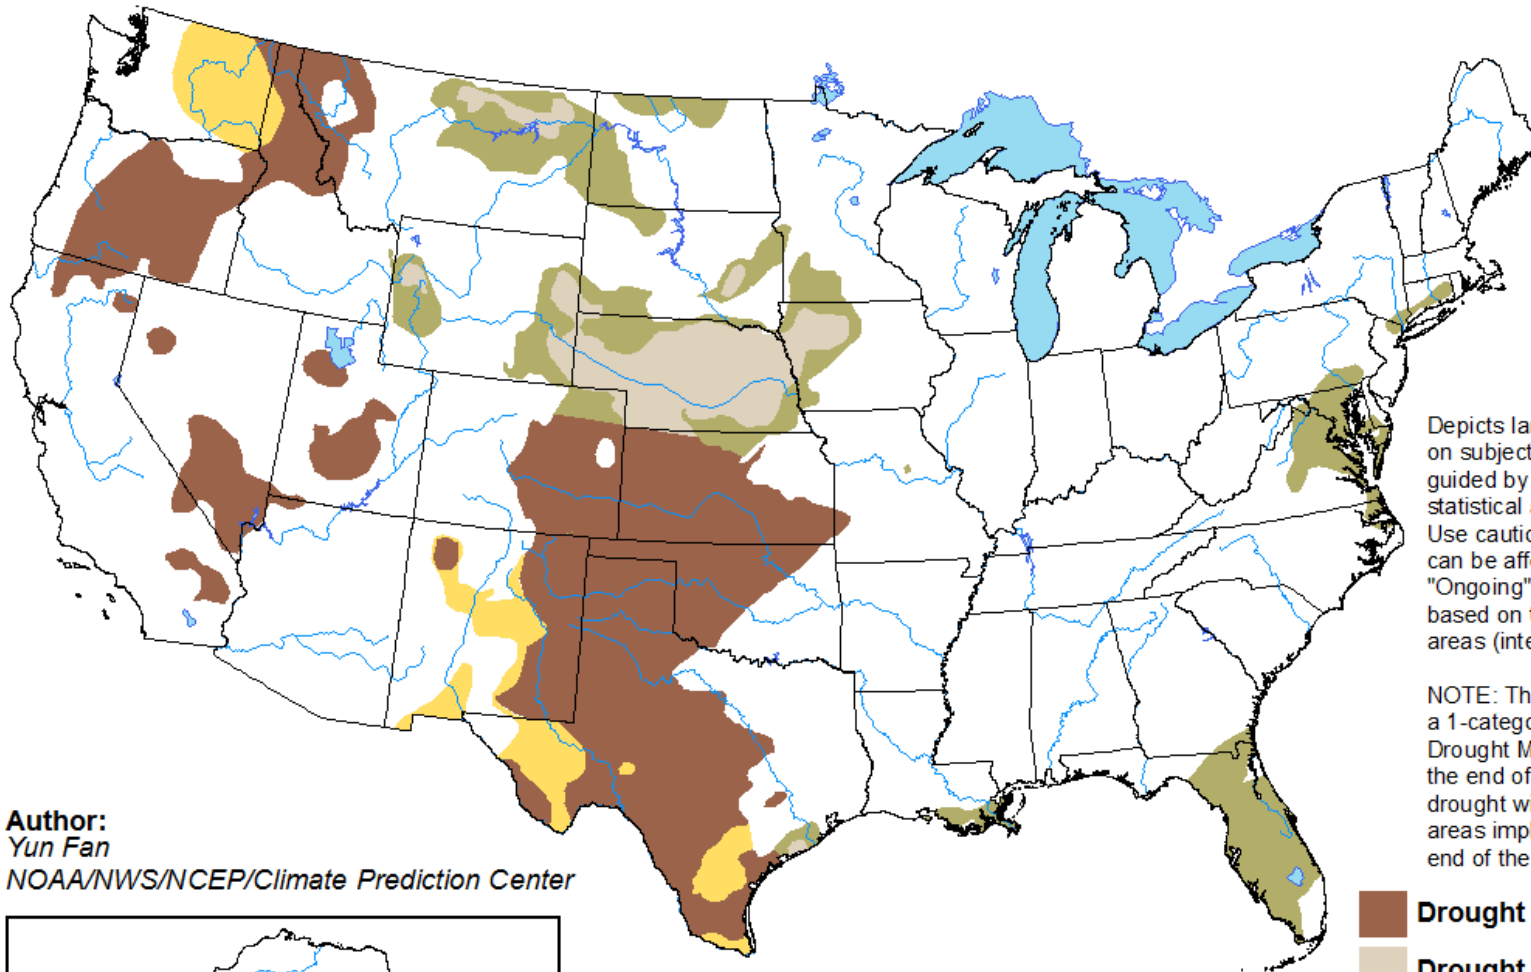 Depicts la
on subject
guided by
statistical
Use cautio
can be affe
"Ongoing"
based on t
areas (inte
NOTE: Th
a 1-catego
Drought M
the end of
drought wi
areas impl
end of the
Author:
Yun Fan
NOAA/NWS/NCEP/Climate Prediction Center
Drought
Drought